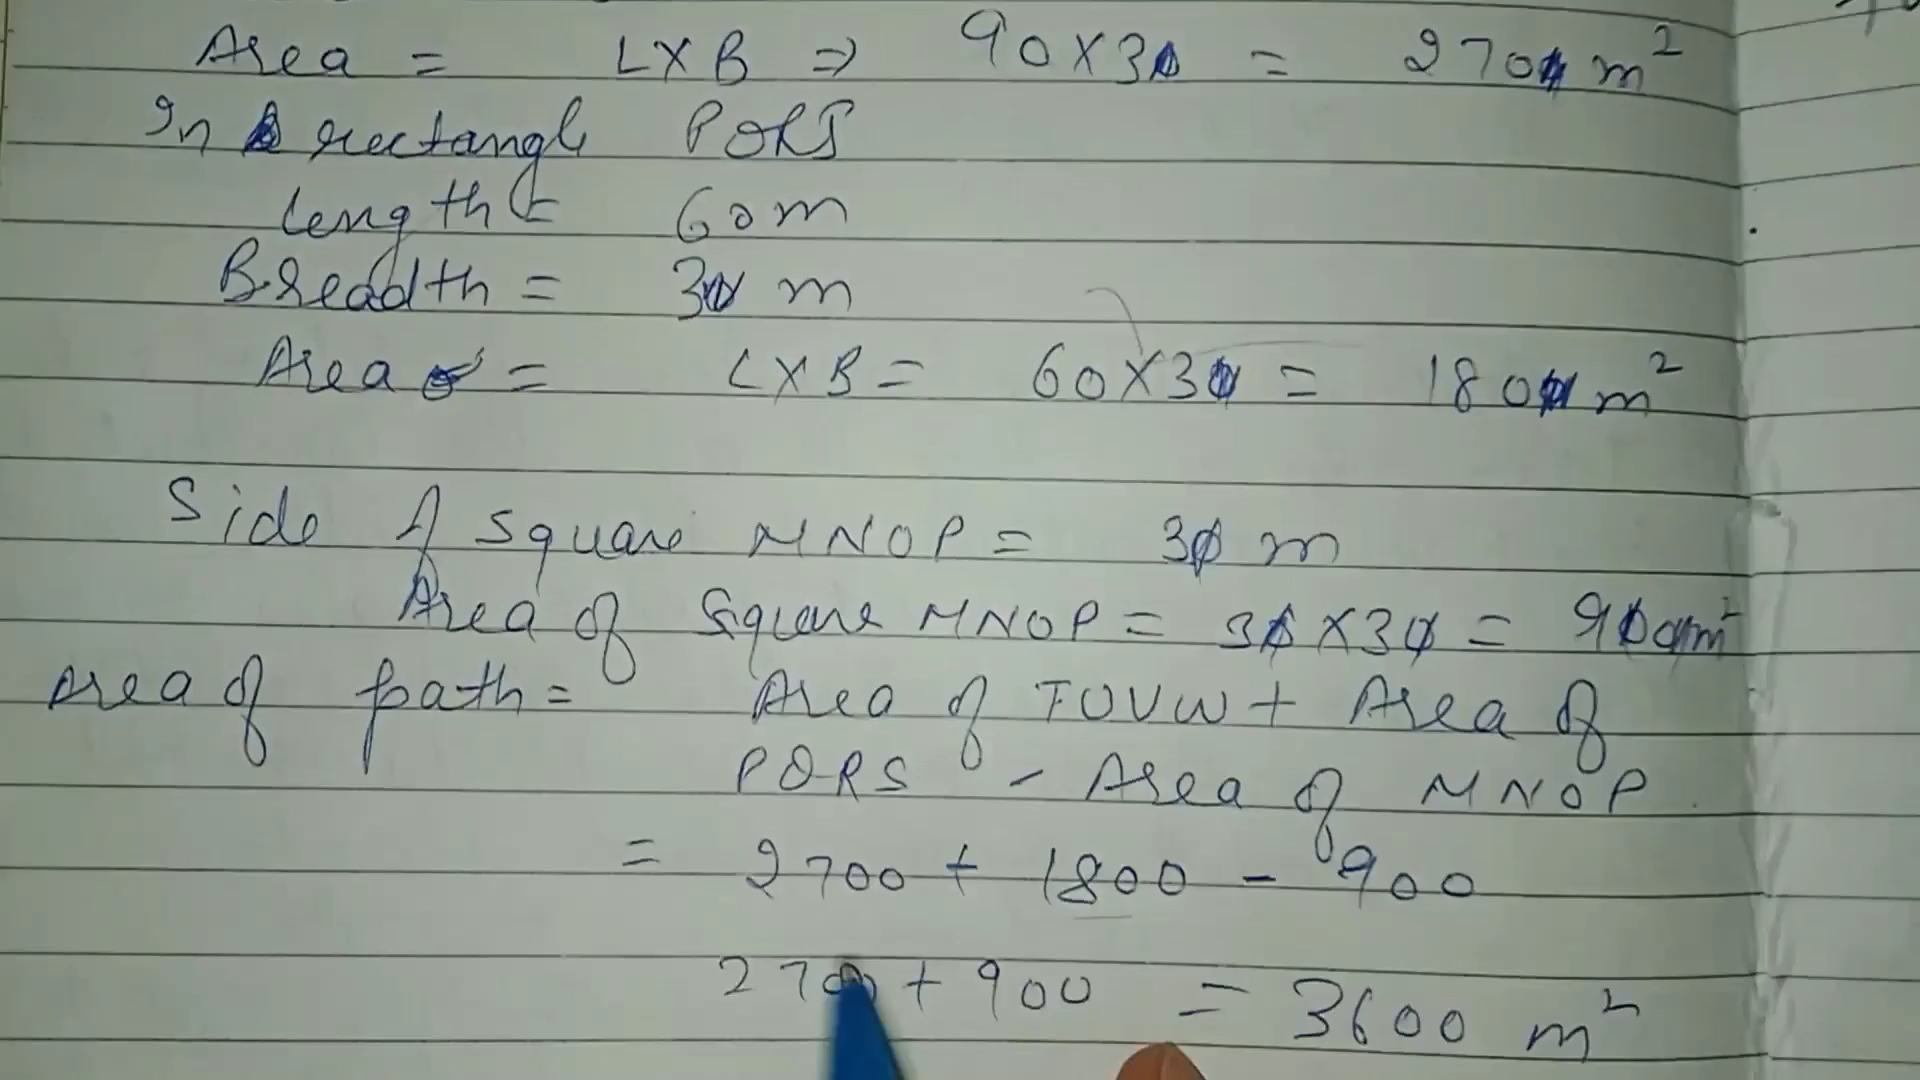 Area = L X B ⇒ 90 X 30 = 2700 m²
In rectangle PQRS
length = 60 m
Breadth = 30 m
Area = L X B = 60 X 30 = 1800 m²
Side of square MNOP = 30 m
Area of Square MNOP = 30 X 30 = 900 m²
Area of path = Area of TUVW + Area of
PQRS - Area of MNOP
= 2700 + 1800 - 900
2700 + 900 = 3600 m²